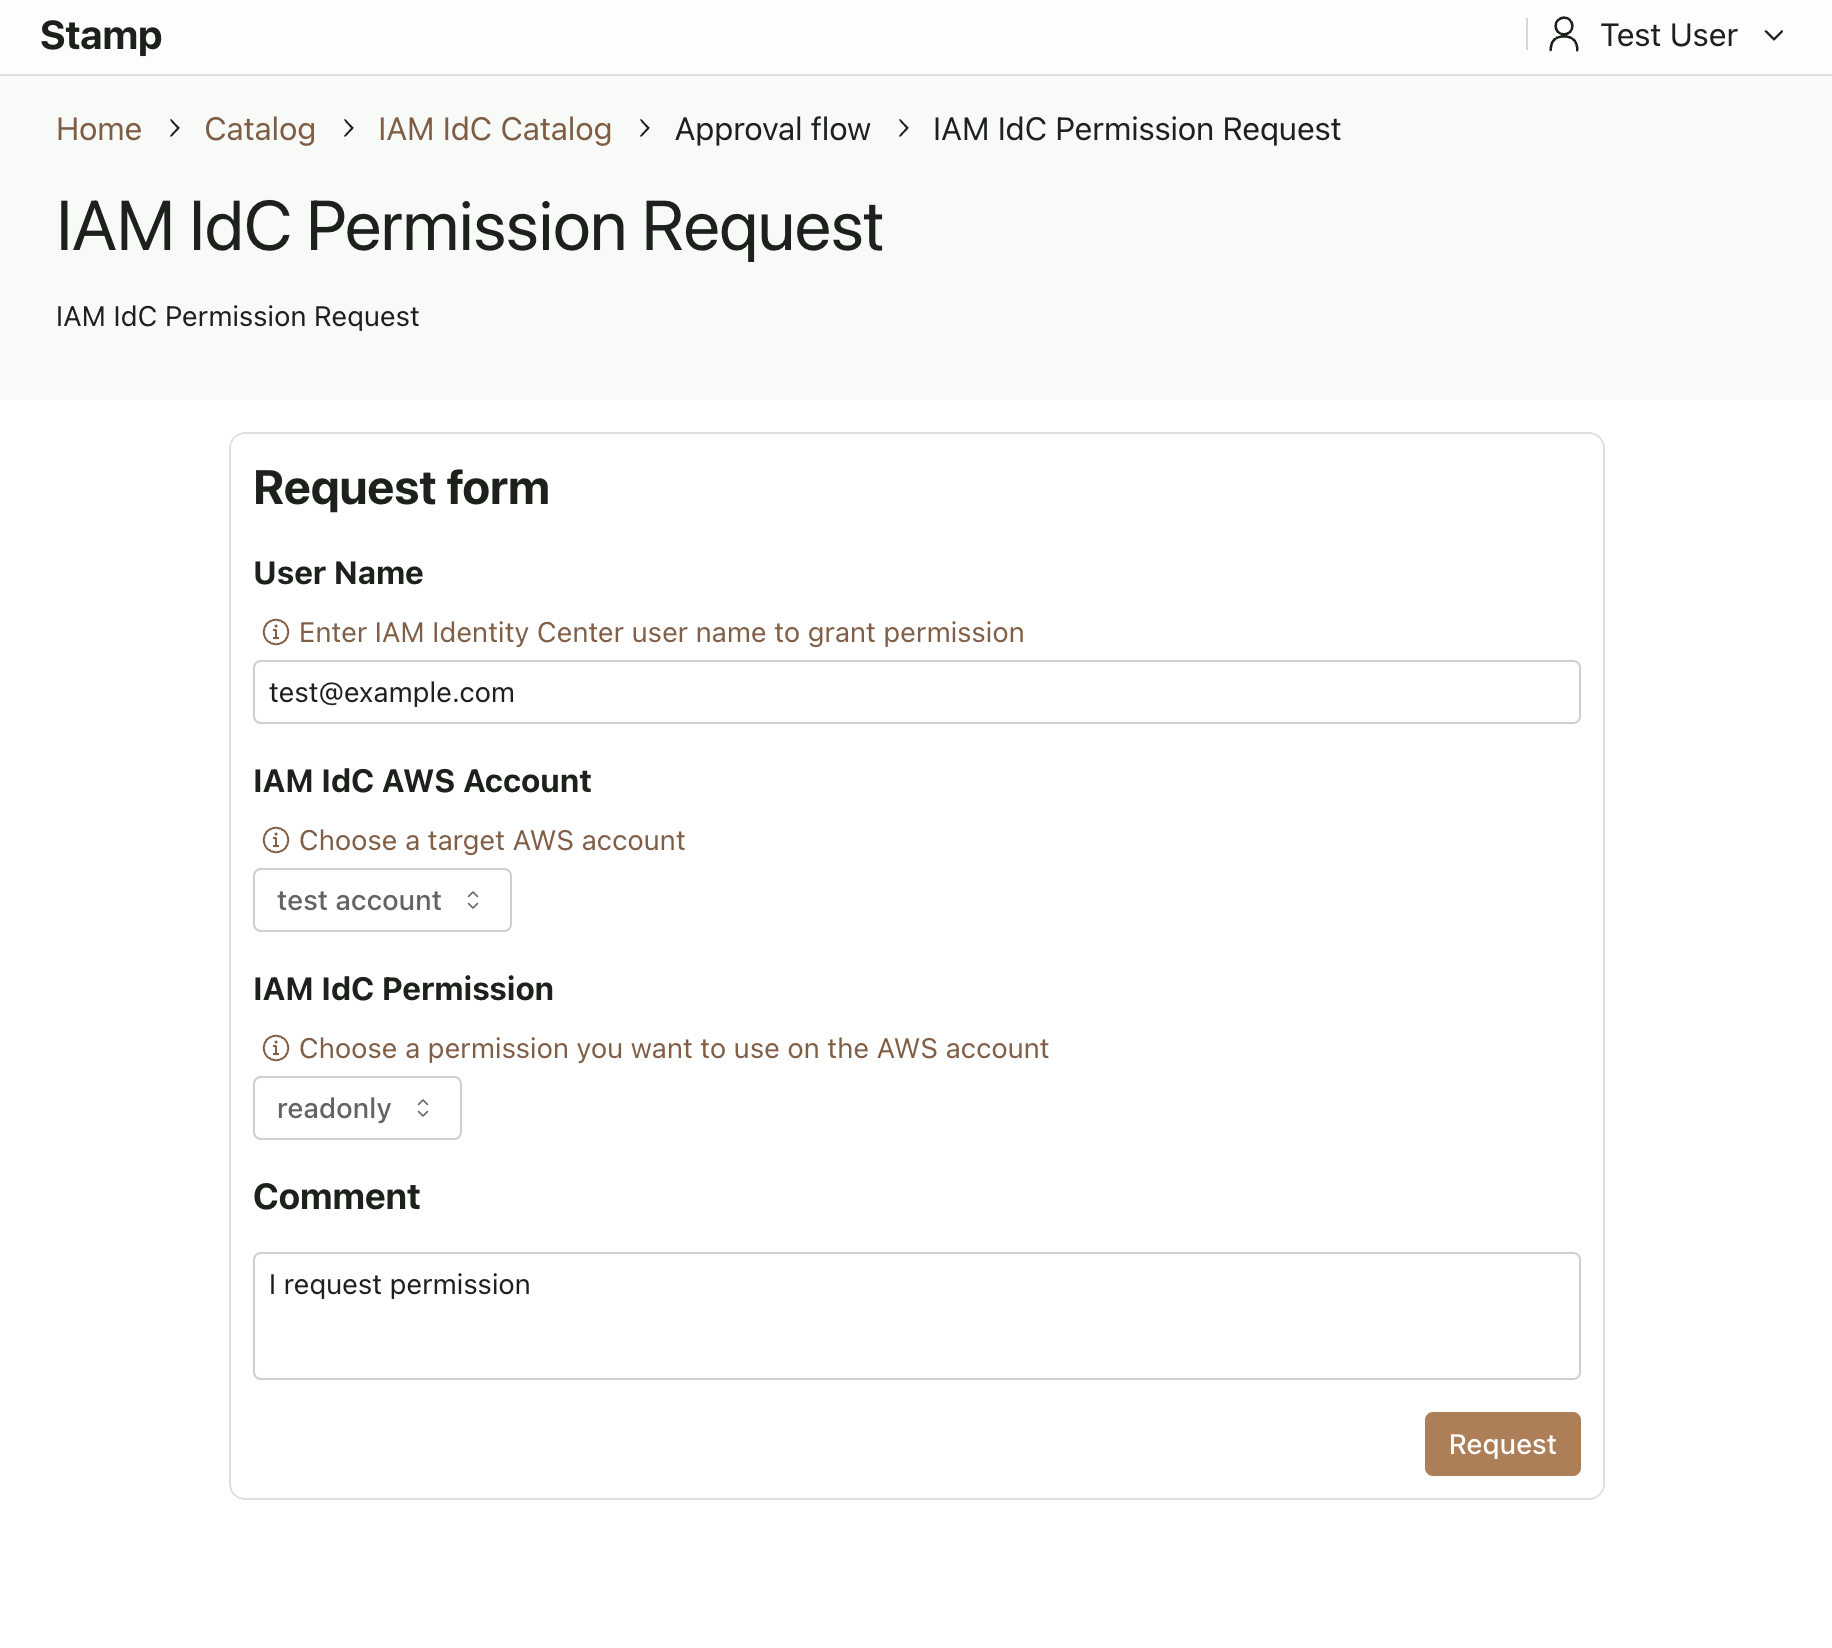 Stamp
Test User
Home > Catalog > IAM IdC Catalog > Approval flow > IAM IdC Permission Request
IAM IdC Permission Request
IAM IdC Permission Request
Request form
User Name
Enter IAM Identity Center user name to grant permission
test@example.com
IAM IdC AWS Account
Choose a target AWS account
test account
IAM IdC Permission
Choose a permission you want to use on the AWS account
readonly
Comment
I request permission
Request